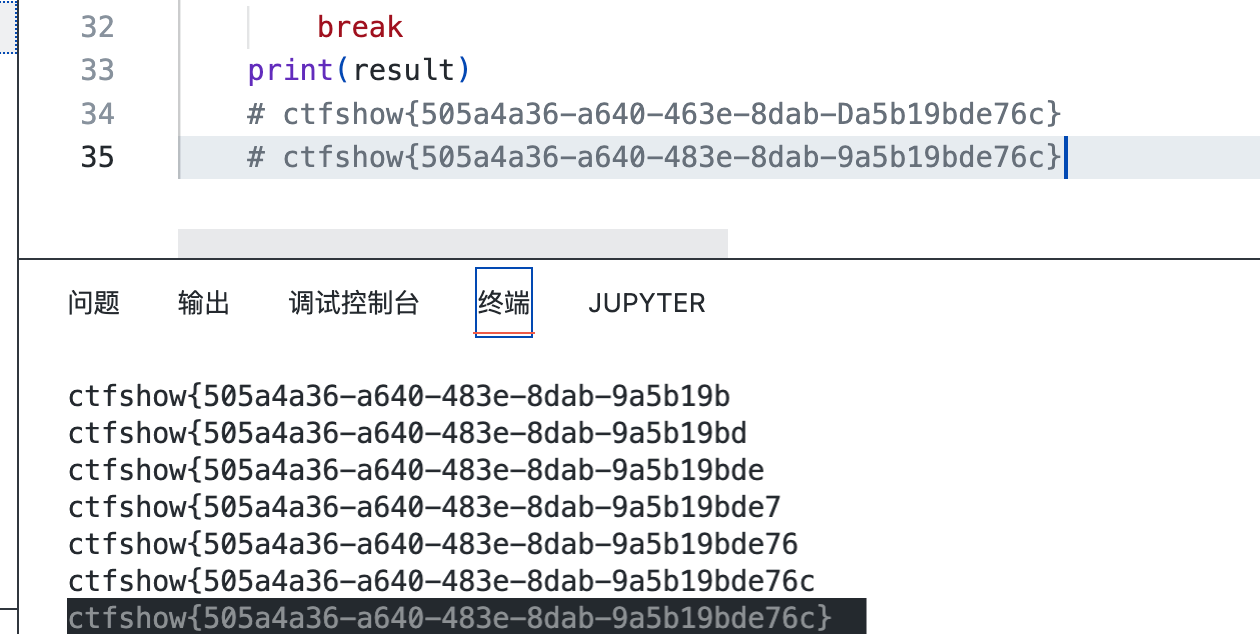 32 break
33 print(result)
34 # ctfshow{505a4a36-a640-463e-8dab-Da5b19bde76c}
35 # ctfshow{505a4a36-a640-483e-8dab-9a5b19bde76c}
问题 输出 调试控制台 终端 JUPYTER
ctfshow{505a4a36-a640-483e-8dab-9a5b19b
ctfshow{505a4a36-a640-483e-8dab-9a5b19bd
ctfshow{505a4a36-a640-483e-8dab-9a5b19bde
ctfshow{505a4a36-a640-483e-8dab-9a5b19bde7
ctfshow{505a4a36-a640-483e-8dab-9a5b19bde76
ctfshow{505a4a36-a640-483e-8dab-9a5b19bde76c
ctfshow{505a4a36-a640-483e-8dab-9a5b19bde76c}